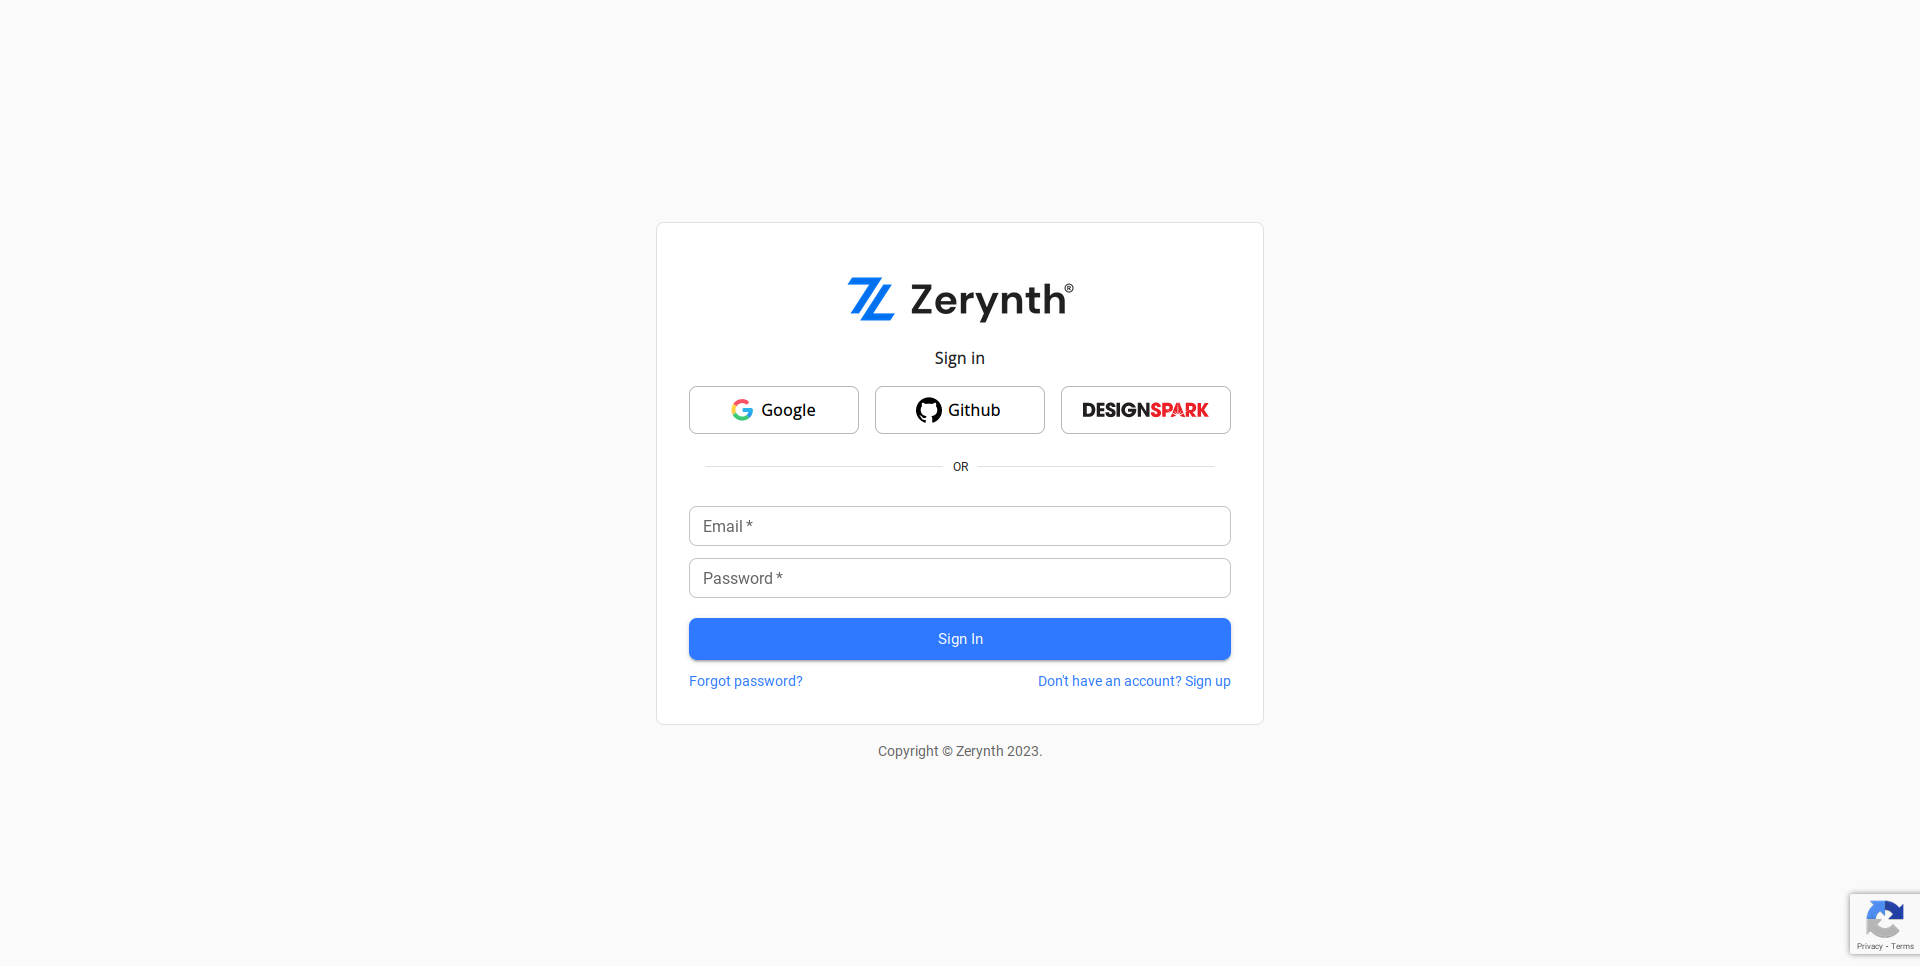 Zerynth®
Sign in
Google
Github
DESIGNSPARK
OR
Email *
Password *
Sign In
Forgot password?
Don't have an account? Sign up
Copyright © Zerynth 2023.
Privacy - Terms